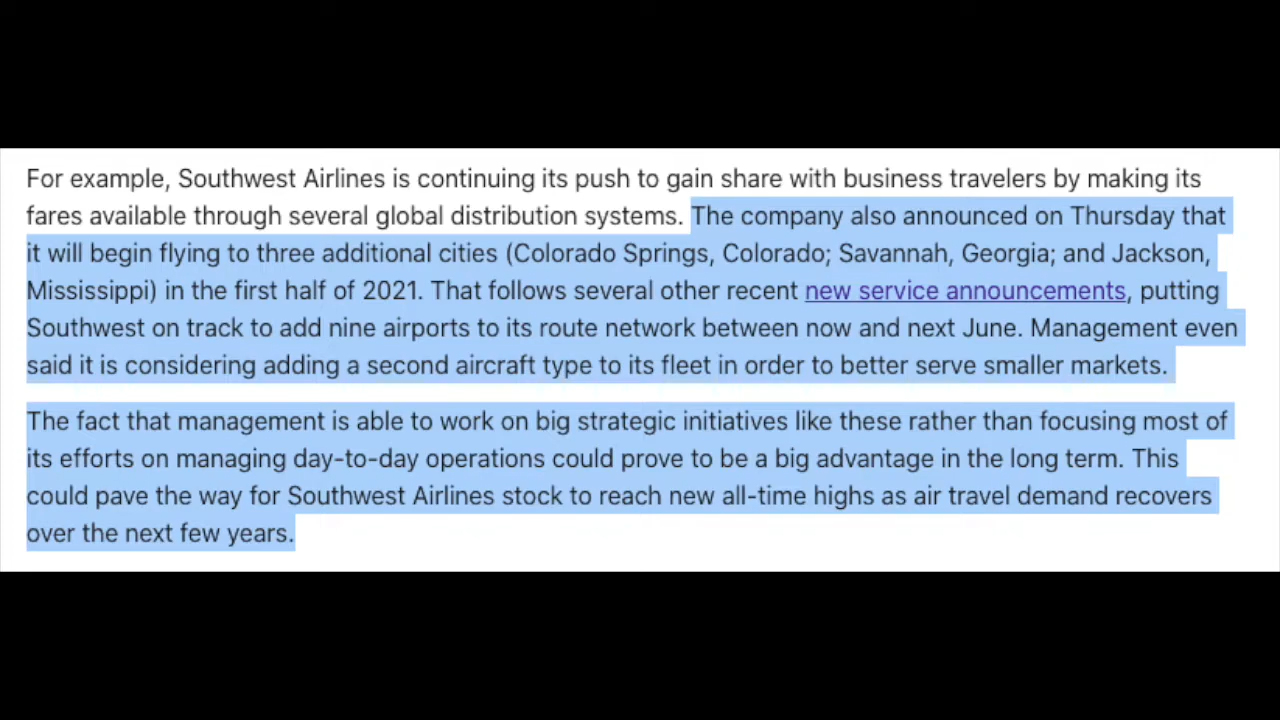 For example, Southwest Airlines is continuing its push to gain share with business travelers by making its
fares available through several global distribution systems. The company also announced on Thursday that
it will begin flying to three additional cities (Colorado Springs, Colorado; Savannah, Georgia; and Jackson,
Mississippi) in the first half of 2021. That follows several other recent new service announcements, putting
Southwest on track to add nine airports to its route network between now and next June. Management even
said it is considering adding a second aircraft type to its fleet in order to better serve smaller markets.
The fact that management is able to work on big strategic initiatives like these rather than focusing most of
its efforts on managing day-to-day operations could prove to be a big advantage in the long term. This
could pave the way for Southwest Airlines stock to reach new all-time highs as air travel demand recovers
over the next few years.